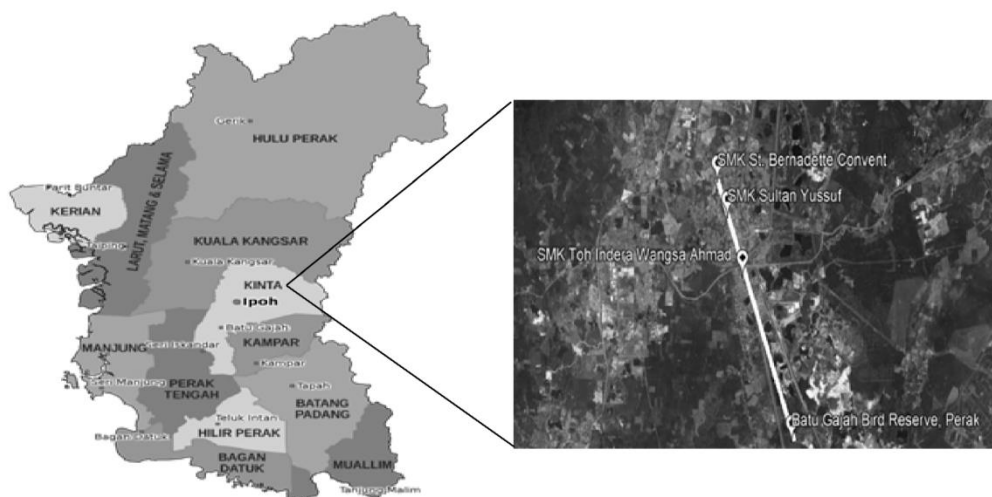 Gerik
HULU PERAK
Parit Buntar
KERIAN
LARUT, MATANG & SELAMA
Taiping
KUALA KANGSAR
Kuala Kangsar
KINTA
Ipoh
Batu Gajah
MANJUNG
Seri Iskandar
KAMPAR
Kampar
Seri Manjung
PERAK
TENGAH
Tapah
BATANG
PADANG
Teluk Intan
HILIR PERAK
Bagan Datuk
BAGAN
DATUK
MUALLIM
Tanjung Malim
SMK St. Bernadette Convent
SMK Sultan Yussuf
SMK Toh Indera Wangsa Ahmad
Batu Gajah Bird Reserve, Perak